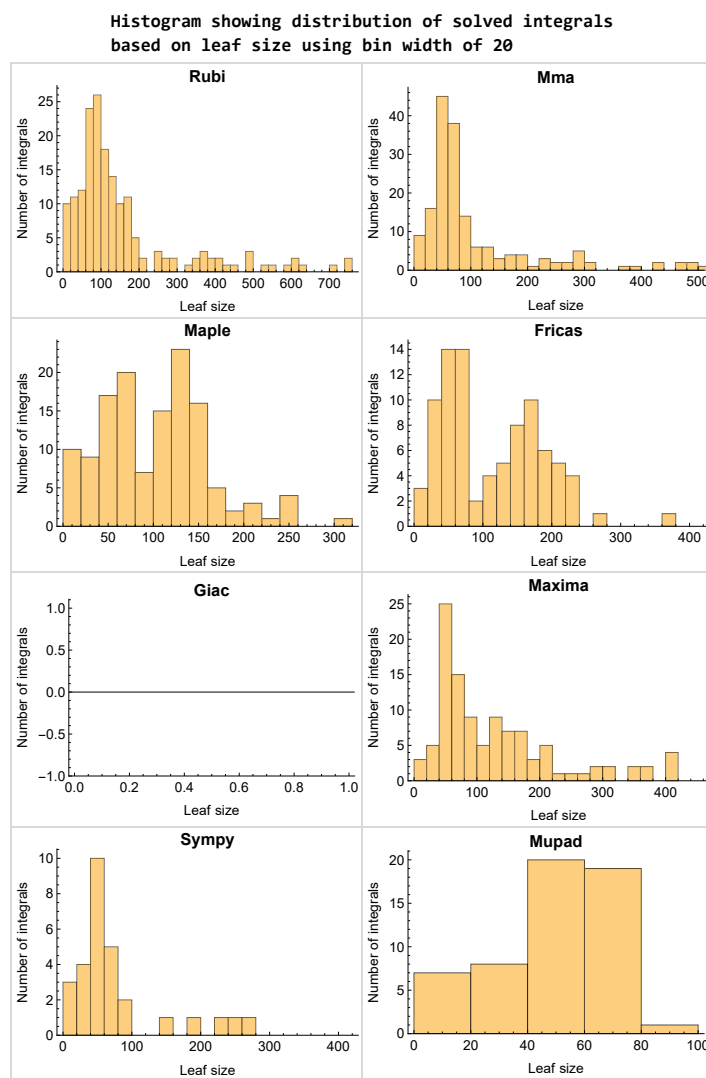 Histogram showing distribution of solved integrals
based on leaf size using bin width of 20
Rubi
Number of integrals
25
20
15
10
5
0
0 100 200 300 400 500 600 700
Leaf size
Mma
Number of integrals
40
30
20
10
0
0 100 200 300 400 500
Leaf size
Maple
Number of integrals
20
15
10
5
0
0 50 100 150 200 250 300
Leaf size
Fricas
Number of integrals
14
12
10
8
6
4
2
0
0 100 200 300 400
Leaf size
Giac
Number of integrals
1.0
0.5
0.0
−0.5
−1.0
0.0 0.2 0.4 0.6 0.8 1.0
Leaf size
Maxima
Number of integrals
25
20
15
10
5
0
0 100 200 300 400
Leaf size
Sympy
Number of integrals
10
8
6
4
2
0
0 100 200 300 400
Leaf size
Mupad
Number of integrals
20
15
10
5
0
0 20 40 60 80 100
Leaf size